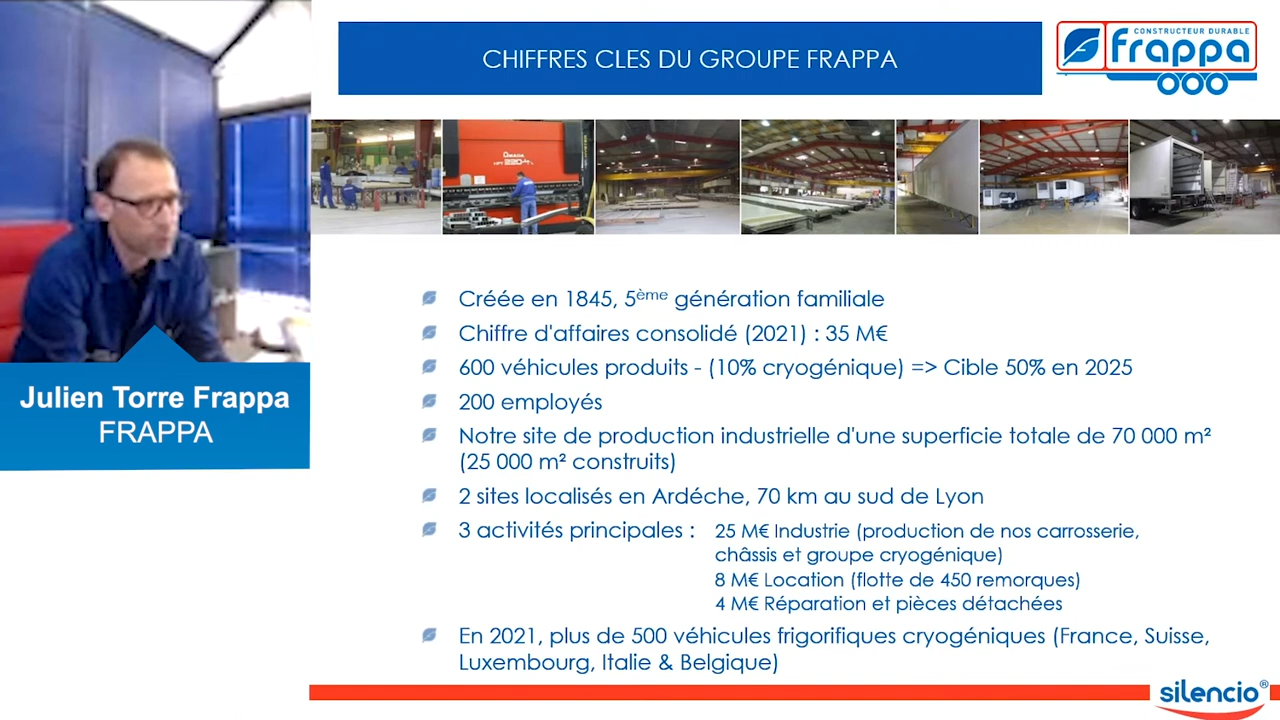 CHIFFRES CLES DU GROUPE FRAPPA
CONSTRUCTEUR DURABLE
frappa
Amada
HFT 220-4 L
Julien Torre Frappa
FRAPPA
Créée en 1845, 5ème génération familiale
Chiffre d'affaires consolidé (2021) : 35 M€
600 véhicules produits - (10% cryogénique) => Cible 50% en 2025
200 employés
Notre site de production industrielle d'une superficie totale de 70 000 m²
(25 000 m² construits)
2 sites localisés en Ardéche, 70 km au sud de Lyon
3 activités principales : 25 M€ Industrie (production de nos carrosserie,
châssis et groupe cryogénique)
8 M€ Location (flotte de 450 remorques)
4 M€ Réparation et pièces détachées
En 2021, plus de 500 véhicules frigorifiques cryogéniques (France, Suisse,
Luxembourg, Italie & Belgique)
silencio®